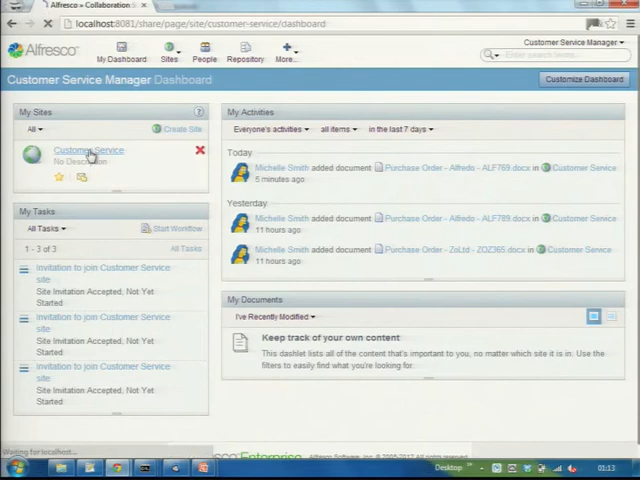 Alfresco » Collaboration S
localhost:8081/share/page/site/customer-service/dashboard
Alfresco
My Dashboard
Sites
People
Repository
More...
Customer Service Manager
Enter search terms
Customer Service Manager Dashboard
Customize Dashboard
My Sites
All
Create Site
Customer Service
No Description
My Tasks
All Tasks
Start Workflow
1 - 3 of 3
All Tasks
Invitation to join Customer Service
site
Site Invitation Accepted, Not Yet
Started
Invitation to join Customer Service
site
Site Invitation Accepted, Not Yet
Started
Invitation to join Customer Service
site
Site Invitation Accepted, Not Yet
Started
My Activities
Everyone's activities
all items
in the last 7 days
Today
Michelle Smith added document Purchase Order - Alfredo - ALF769.docx in Customer Service
5 minutes ago
Yesterday
Michelle Smith added document Purchase Order - Alfredo - ALF789.docx in Customer Service
11 hours ago
Michelle Smith added document Purchase Order - ZoLtd - ZOZ365.docx in Customer Service
11 hours ago
My Documents
I've Recently Modified
Keep track of your own content
This dashlet lists all of the content that's important to you, no matter which site it is in. Use the
filters to easily find what you're looking for.
Waiting for localhost...
Enterprise
Desktop
01:13